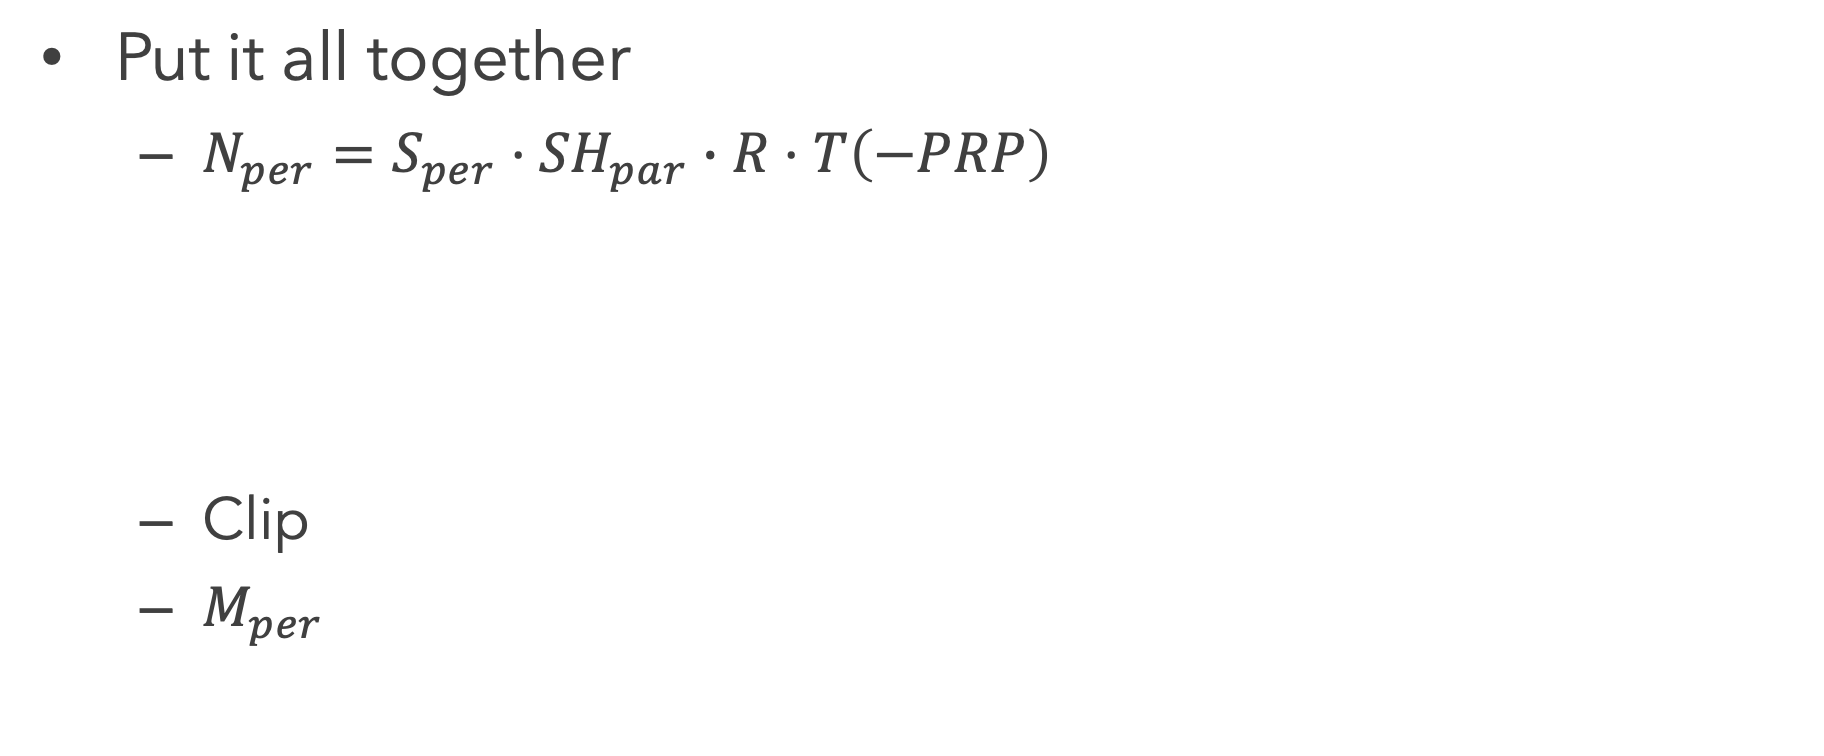 • Put it all together
– N_per = S_per · SH_par · R · T(−PRP)
– Clip
– M_per